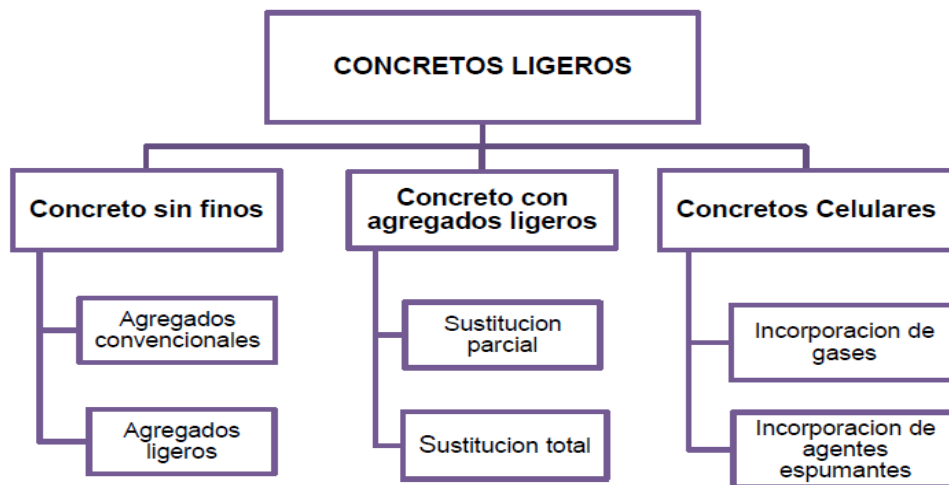 CONCRETOS LIGEROS
Concreto sin finos
Agregados
convencionales
Agregados
ligeros
Concreto con
agregados ligeros
Sustitucion
parcial
Sustitucion total
Concretos Celulares
Incorporacion de
gases
Incorporacion de
agentes
espumantes